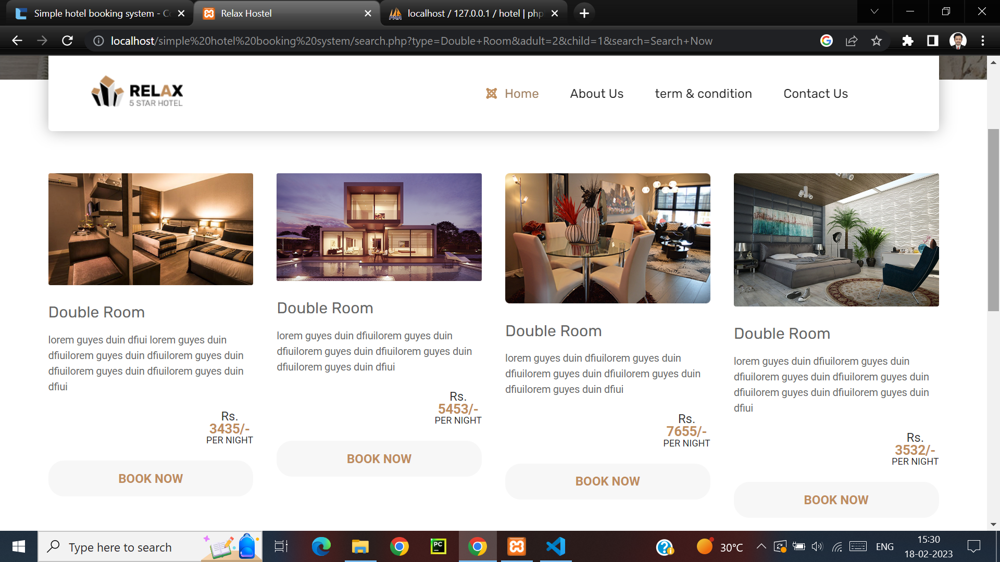 Simple hotel booking system - C
Relax Hostel
localhost / 127.0.0.1 / hotel | php
localhost/simple%20hotel%20booking%20system/search.php?type=Double+Room&adult=2&child=1&search=Search+Now
RELAX
5 STAR HOTEL
Home
About Us
term & condition
Contact Us
Double Room
lorem guyes duin dfiui lorem guyes duin
dfiuilorem guyes duin dfiuilorem guyes duin
dfiuilorem guyes duin dfiuilorem guyes duin
dfiui
Rs.
3435/-
PER NIGHT
BOOK NOW
Double Room
lorem guyes duin dfiuilorem guyes duin
dfiuilorem guyes duin dfiuilorem guyes duin
dfiuilorem guyes duin dfiui
Rs.
5453/-
PER NIGHT
BOOK NOW
Double Room
lorem guyes duin dfiuilorem guyes duin
dfiuilorem guyes duin dfiuilorem guyes duin
dfiuilorem guyes duin dfiui
Rs.
7655/-
PER NIGHT
BOOK NOW
Double Room
lorem guyes duin dfiuilorem guyes duin
dfiuilorem guyes duin dfiuilorem guyes duin
dfiuilorem guyes duin dfiuilorem guyes duin
dfiui
Rs.
3532/-
PER NIGHT
BOOK NOW
Type here to search
PC
30°C
ENG
15:30
18-02-2023